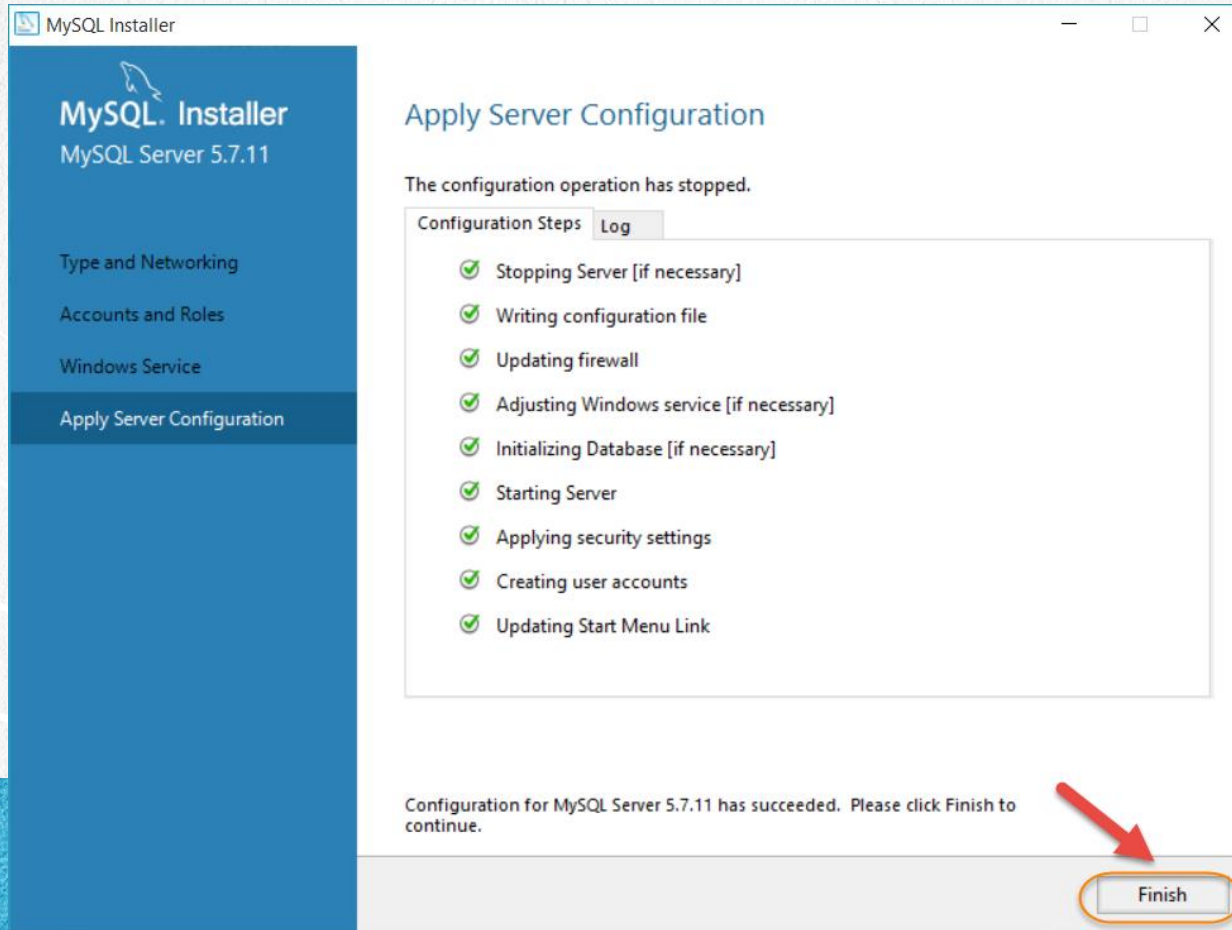 MySQL Installer
MySQL. Installer
MySQL Server 5.7.11
Type and Networking
Accounts and Roles
Windows Service
Apply Server Configuration
Apply Server Configuration
The configuration operation has stopped.
Configuration Steps Log
Stopping Server [if necessary]
Writing configuration file
Updating firewall
Adjusting Windows service [if necessary]
Initializing Database [if necessary]
Starting Server
Applying security settings
Creating user accounts
Updating Start Menu Link
Configuration for MySQL Server 5.7.11 has succeeded. Please click Finish to
continue.
Finish